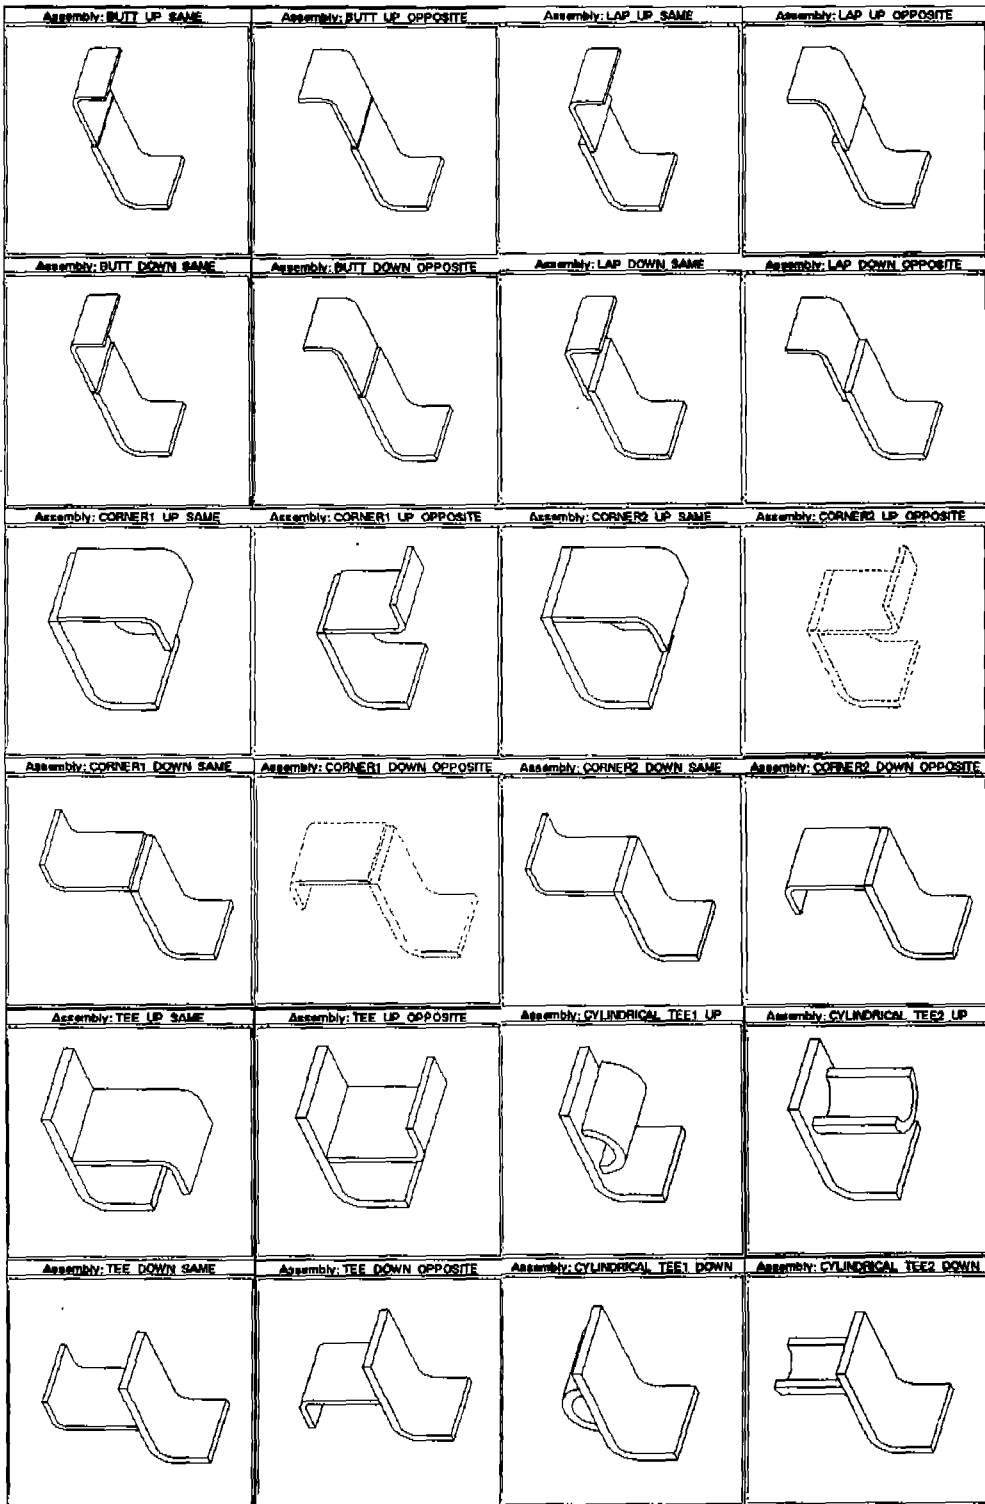 Assembly: BUTT UP SAME
Assembly: BUTT UP OPPOSITE
Assembly: LAP UP SAME
Assembly: LAP UP OPPOSITE
Assembly: BUTT DOWN SAME
Assembly: BUTT DOWN OPPOSITE
Assembly: LAP DOWN SAME
Assembly: LAP DOWN OPPOSITE
Assembly: CORNER1 UP SAME
Assembly: CORNER1 UP OPPOSITE
Assembly: CORNER2 UP SAME
Assembly: CORNER2 UP OPPOSITE
Assembly: CORNER1 DOWN SAME
Assembly: CORNER1 DOWN OPPOSITE
Assembly: CORNER2 DOWN SAME
Assembly: CORNER2 DOWN OPPOSITE
Assembly: TEE UP SAME
Assembly: TEE UP OPPOSITE
Assembly: CYLINDRICAL TEE1 UP
Assembly: CYLINDRICAL TEE2 UP
Assembly: TEE DOWN SAME
Assembly: TEE DOWN OPPOSITE
Assembly: CYLINDRICAL TEE1 DOWN
Assembly: CYLINDRICAL TEE2 DOWN